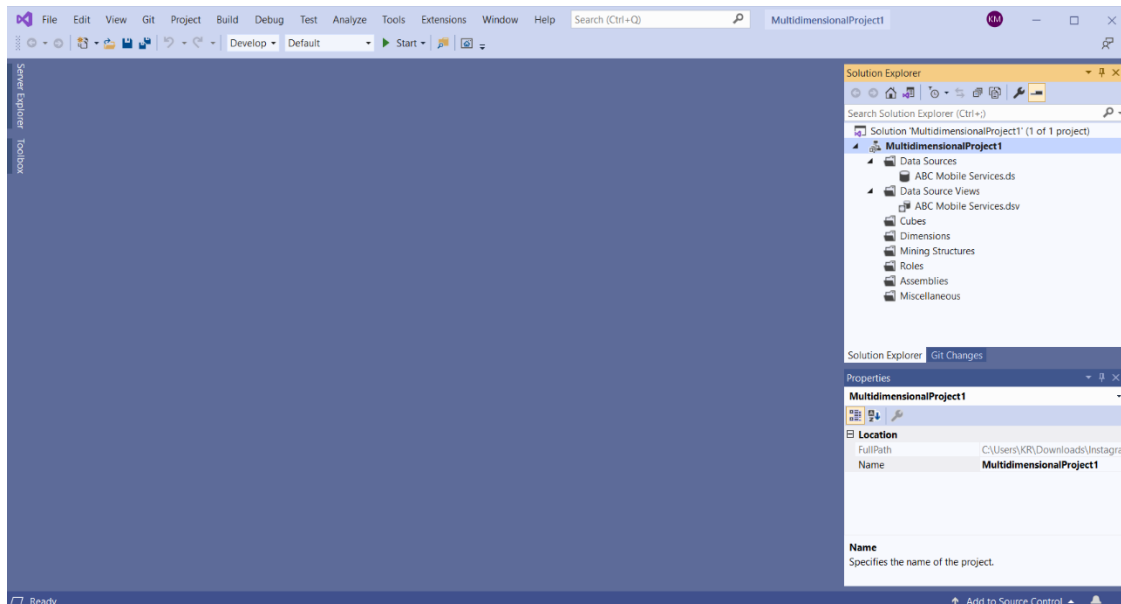 File Edit View Git Project Build Debug Test Analyze Tools Extensions Window Help Search (Ctrl+Q) MultidimensionalProject1 KM
Develop Default Start
Server Explorer
Toolbox
Solution Explorer
Search Solution Explorer (Ctrl+;)
Solution 'MultidimensionalProject1' (1 of 1 project)
MultidimensionalProject1
Data Sources
ABC Mobile Services.ds
Data Source Views
ABC Mobile Services.dsv
Cubes
Dimensions
Mining Structures
Roles
Assemblies
Miscellaneous
Solution Explorer Git Changes
Properties
MultidimensionalProject1
Location
FullPath C:\Users\KR\Downloads\Instagra
Name MultidimensionalProject1
Name
Specifies the name of the project.
Ready Add to Source Control